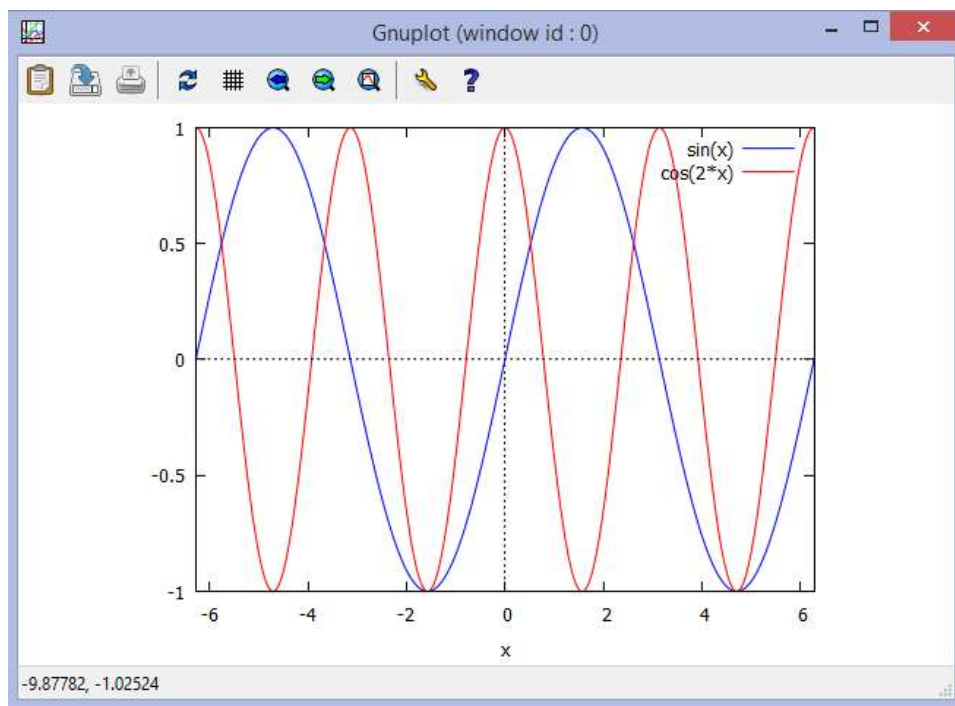 Gnuplot (window id : 0)
sin(x)
cos(2*x)
1
0.5
0
-0.5
-1
-6 -4 -2 0 2 4 6
x
-9.87782, -1.02524